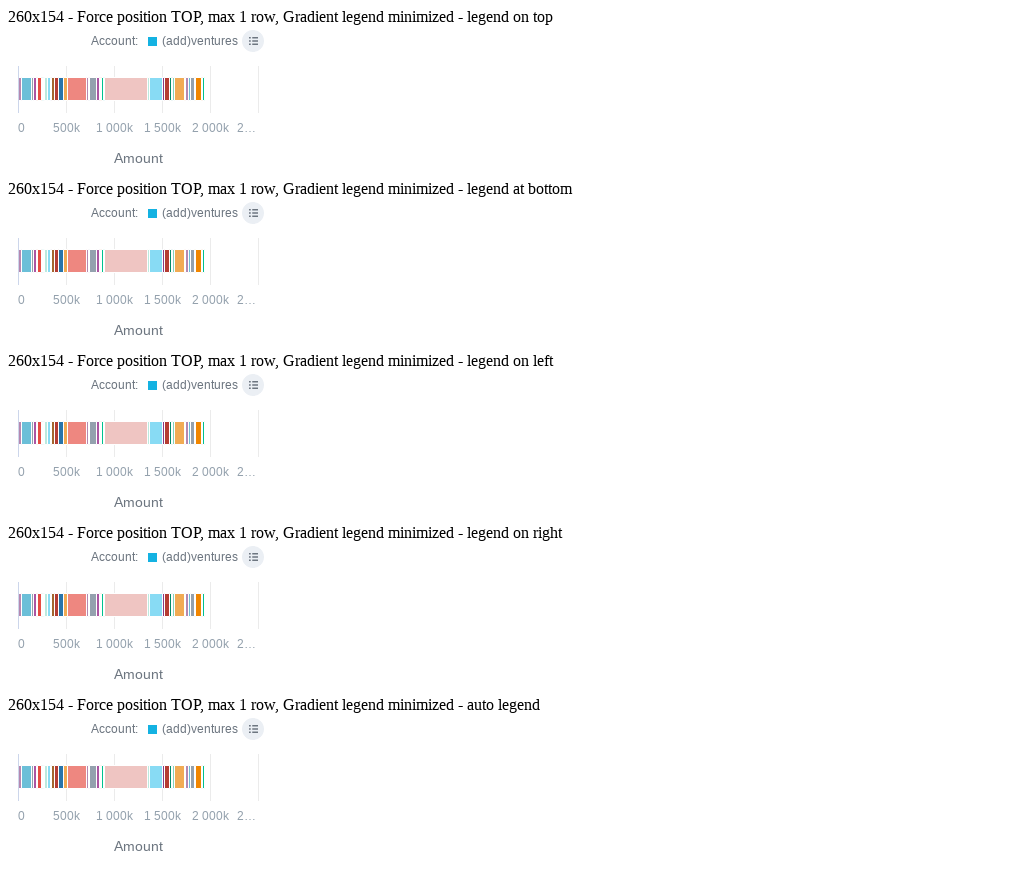 260x154 - Force position TOP, max 1 row, Gradient legend minimized - legend on top
Account: (add)ventures
0 500k 1 000k 1 500k 2 000k 2…
Amount
260x154 - Force position TOP, max 1 row, Gradient legend minimized - legend at bottom
Account: (add)ventures
0 500k 1 000k 1 500k 2 000k 2…
Amount
260x154 - Force position TOP, max 1 row, Gradient legend minimized - legend on left
Account: (add)ventures
0 500k 1 000k 1 500k 2 000k 2…
Amount
260x154 - Force position TOP, max 1 row, Gradient legend minimized - legend on right
Account: (add)ventures
0 500k 1 000k 1 500k 2 000k 2…
Amount
260x154 - Force position TOP, max 1 row, Gradient legend minimized - auto legend
Account: (add)ventures
0 500k 1 000k 1 500k 2 000k 2…
Amount